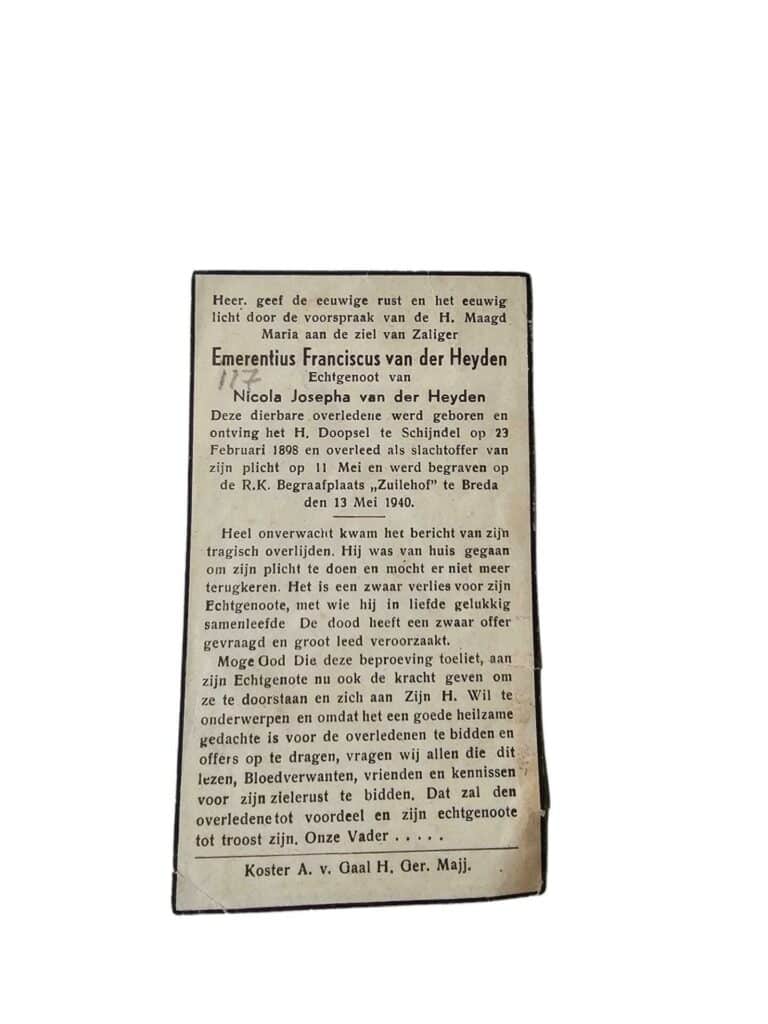 Heer. geef de eeuwige rust en het eeuwig
licht door de voorspraak van de H. Maagd
Maria aan de ziel van Zaliger
Emerentius Franciscus van der Heyden
117
Echtgenoot van
Nicola Josepha van der Heyden
Deze dierbare overledene werd geboren en
ontving het H. Doopsel te Schijndel op 23
Februari 1898 en overleed als slachtoffer van
zijn plicht op 11 Mei en werd begraven op
de R.K. Begraafplaats „Zuilehof" te Breda
den 13 Mei 1940.
Heel onverwacht kwam het bericht van zijn
tragisch overlijden. Hij was van huis gegaan
om zijn plicht te doen en mocht er niet meer
terugkeren. Het is een zwaar verlies voor zijn
Echtgenoote, met wie hij in liefde gelukkig
samenleefde De dood heeft een zwaar offer
gevraagd en groot leed veroorzaakt.
Moge God Die deze beproeving toeliet, aan
zijn Echtgenote nu ook de kracht geven om
ze te doorstaan en zich aan Zijn H. Wil te
onderwerpen en omdat het een goede heilzame
gedachte is voor de overledenen te bidden en
offers op te dragen, vragen wij allen die dit
lezen, Bloedverwanten, vrienden en kennissen
voor zijn zielerust te bidden. Dat zal den
overledene tot voordeel en zijn echtgenoote
tot troost zijn. Onze Vader . . . . .
Koster A. v. Gaal H. Ger. Majj.